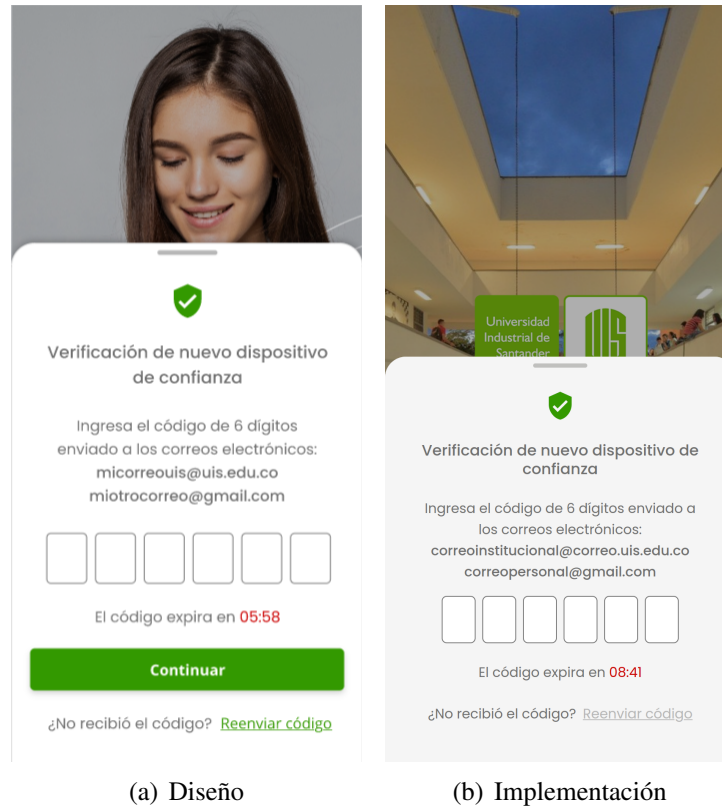 Verificación de nuevo dispositivo
de confianza
Ingresa el código de 6 dígitos
enviado a los correos electrónicos:
micorreouis@uis.edu.co
miotrocorreo@gmail.com
El código expira en 05:58
Continuar
¿No recibió el código? Reenviar código
(a) Diseño
Universidad
Industrial de
Santander
UIS
Verificación de nuevo dispositivo de
confianza
Ingresa el código de 6 dígitos enviado a
los correos electrónicos:
correoinstitucional@correo.uis.edu.co
correopersonal@gmail.com
El código expira en 08:41
¿No recibió el código? Reenviar código
(b) Implementación